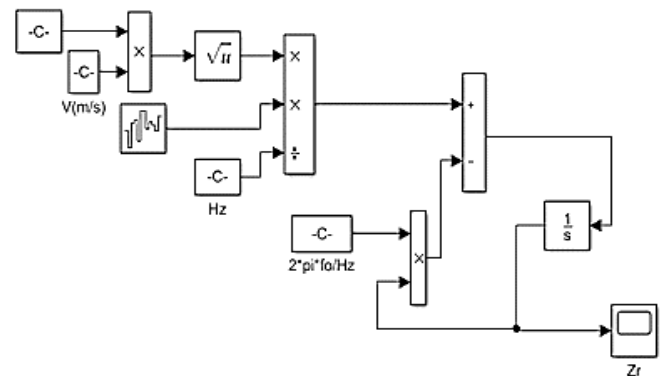 -C-
-C-
V(m/s)
×
√u
-C-
Hz
×
×
÷
+
-
-C-
2*pi*fo/Hz
×
1
s
Zr